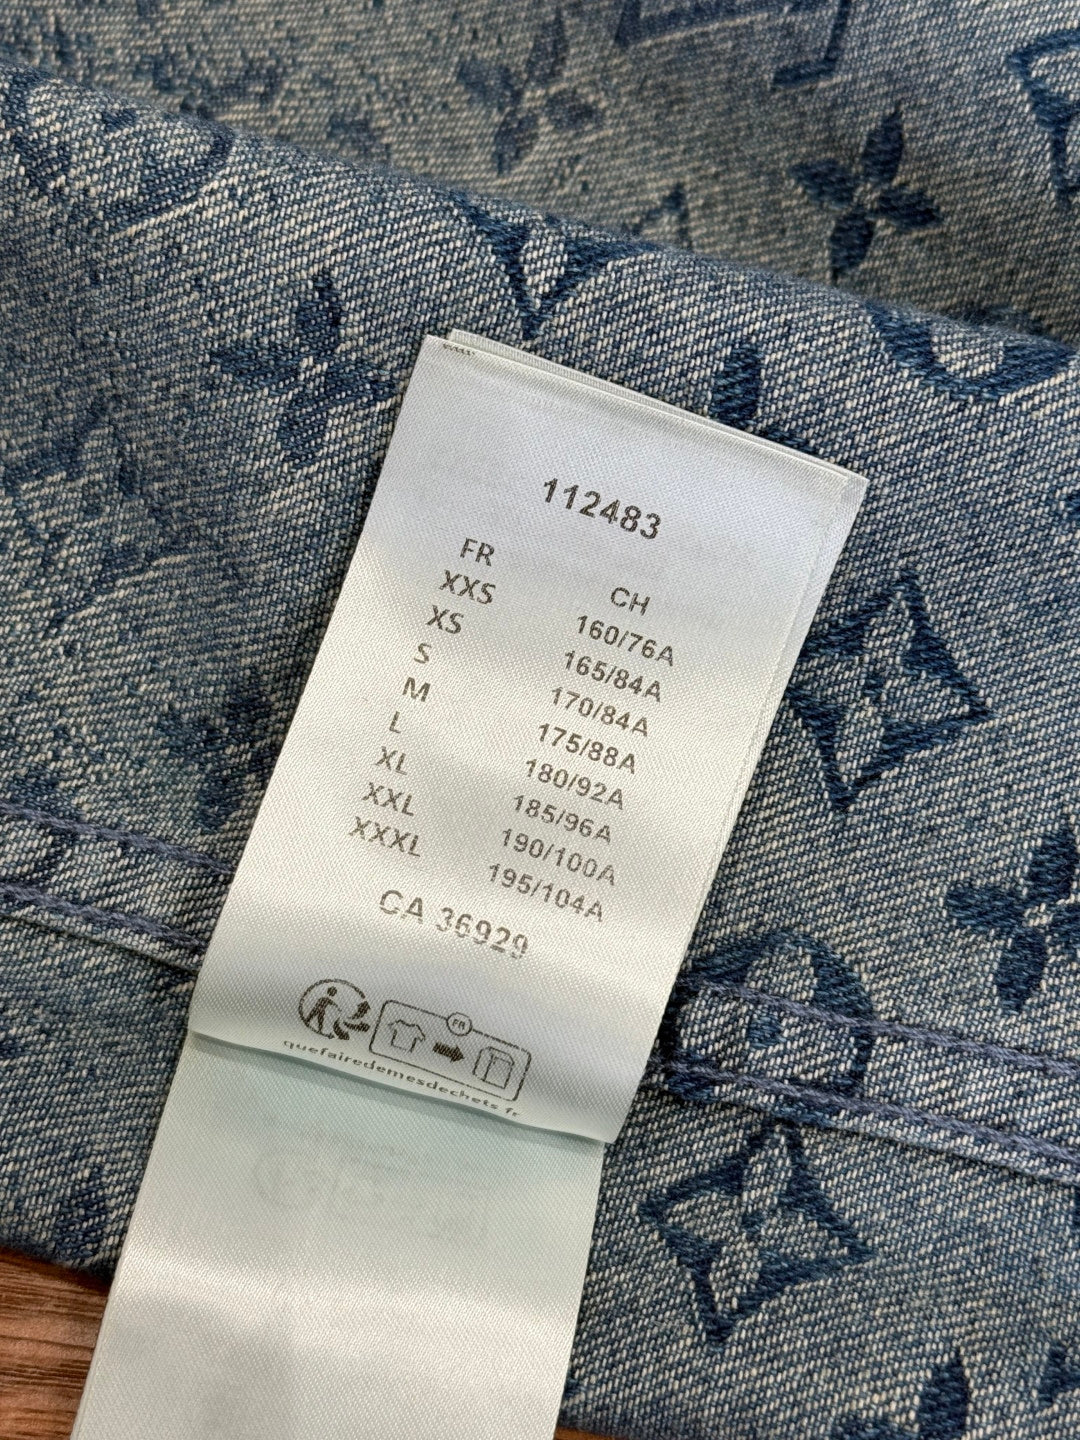 112483
FR CH
XXS 160/76A
XS 165/84A
S 170/84A
M 175/88A
L 180/92A
XL 185/96A
XXL 190/100A
XXXL 195/104A
CA 36929
FR
quefairedemesdechets.fr